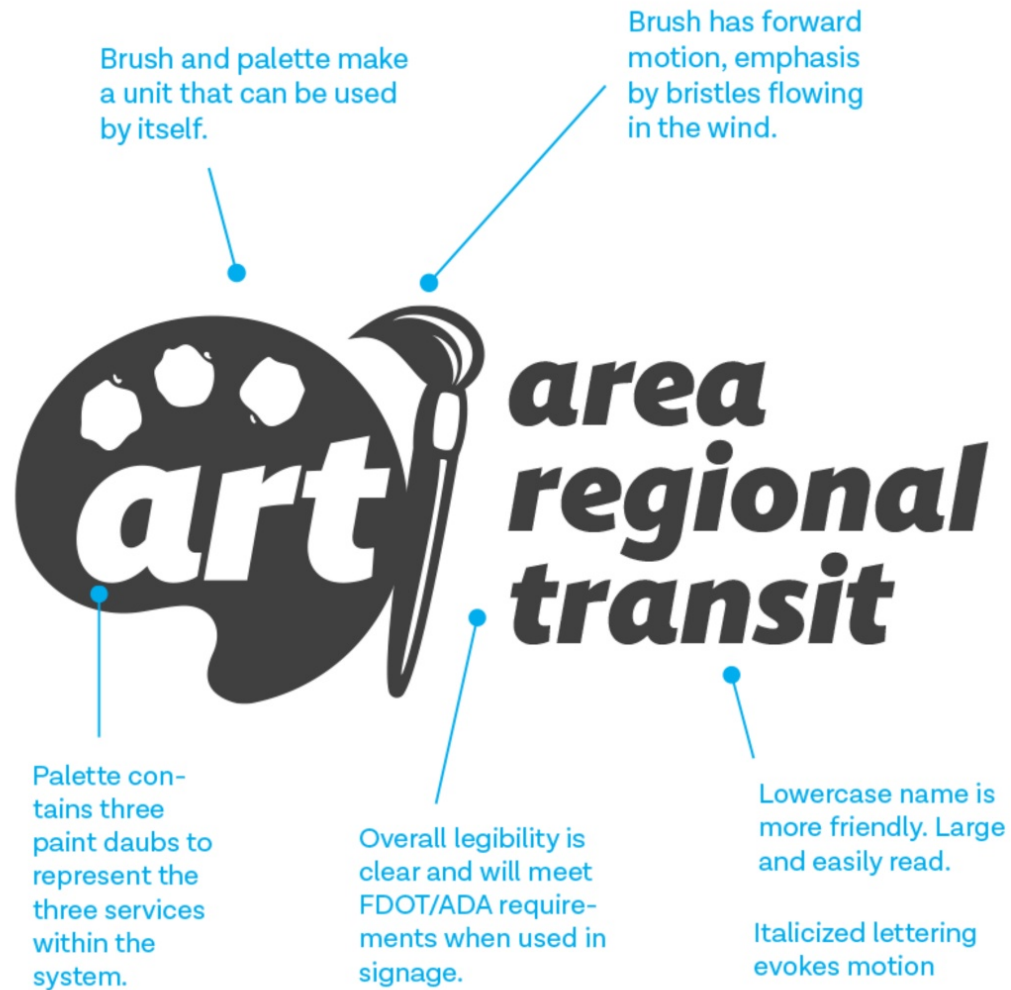 Brush and palette make
a unit that can be used
by itself.
Brush has forward
motion, emphasis
by bristles flowing
in the wind.
art
area
regional
transit
Palette con-
tains three
paint daubs to
represent the
three services
within the
system.
Overall legibility is
clear and will meet
FDOT/ADA require-
ments when used in
signage.
Lowercase name is
more friendly. Large
and easily read.
Italicized lettering
evokes motion